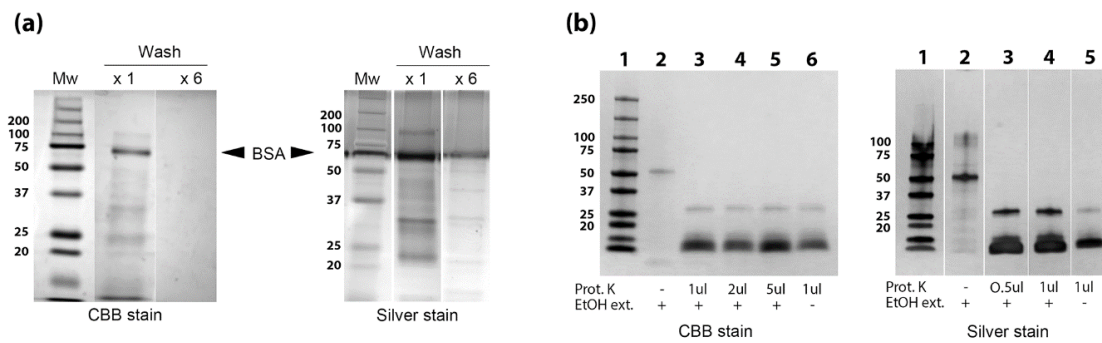 (a)
Wash
Mw x 1 x 6
200
100
75
50
37
25
20
CBB stain
BSA
Wash
Mw x 1 x 6
200
100
75
50
37
25
20
Silver stain
(b)
1 2 3 4 5 6
250
100
75
50
37
25
20
Prot. K - 1ul 2ul 5ul 1ul
EtOH ext. + + + + -
CBB stain
1 2 3 4 5
100
75
50
37
25
20
Prot. K - 0.5ul 1ul 1ul
EtOH ext. + + + -
Silver stain